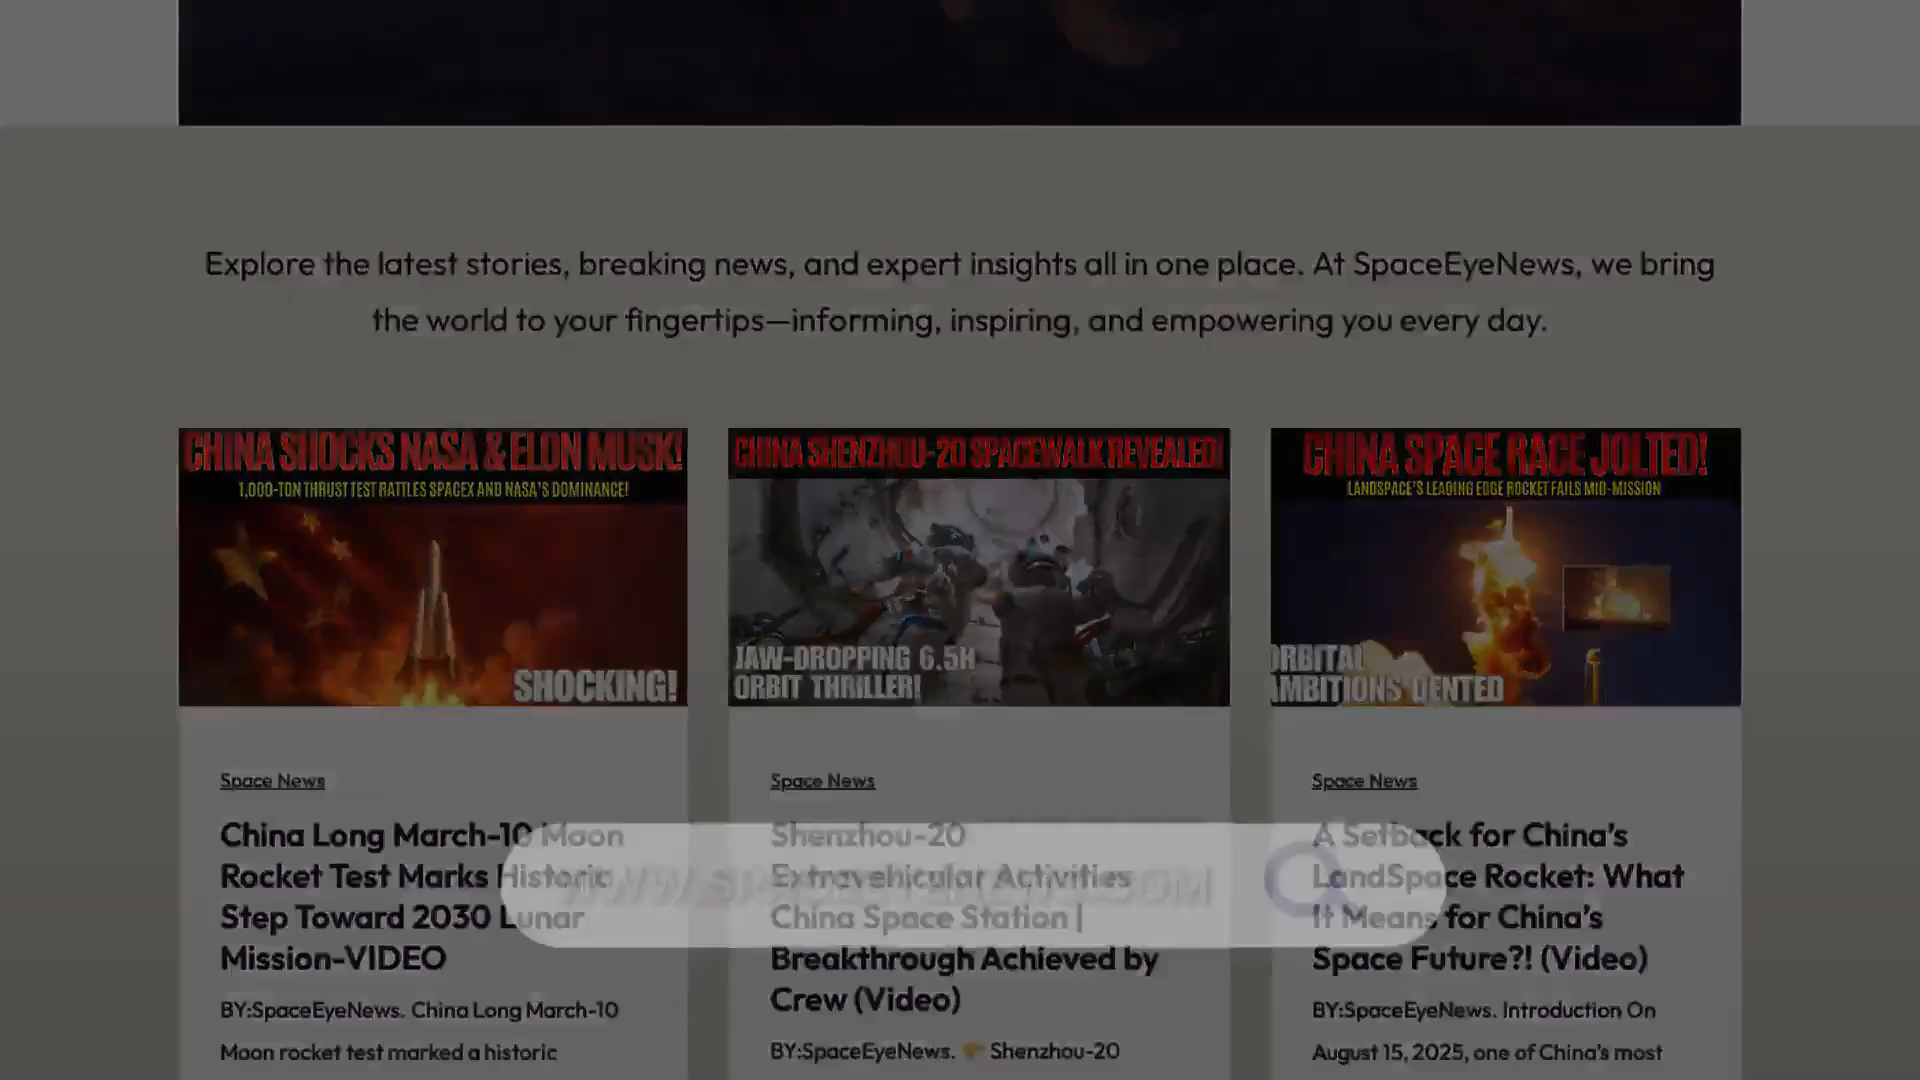 Explore the latest stories, breaking news, and expert insights all in one place. At SpaceEyeNews, we bring
the world to your fingertips—informing, inspiring, and empowering you every day.
CHINA SHOCKS NASA & ELON MUSK!
1,000-TON THRUST TEST RATTLES SPACEX AND NASA'S DOMINANCE!
SHOCKING!
Space News
China Long March-10 Moon
Rocket Test Marks Historic
Step Toward 2030 Lunar
Mission-VIDEO
BY:SpaceEyeNews. China Long March-10
Moon rocket test marked a historic
CHINA SHENZHOU-20 SPACEWALK REVEALED!
JAW-DROPPING 6.5H
ORBIT THRILLER!
Space News
Shenzhou-20
Extravehicular Activities
China Space Station |
Breakthrough Achieved by
Crew (Video)
BY:SpaceEyeNews. 👉 Shenzhou-20
CHINA SPACE RACE JOLTED!
LANDSPACE'S LEADING EDGE ROCKET FAILS MID-MISSION
ORBITAL
AMBITIONS DENTED
Space News
A Setback for China's
LandSpace Rocket: What
It Means for China's
Space Future?! (Video)
BY:SpaceEyeNews. Introduction On
August 15, 2025, one of China's most